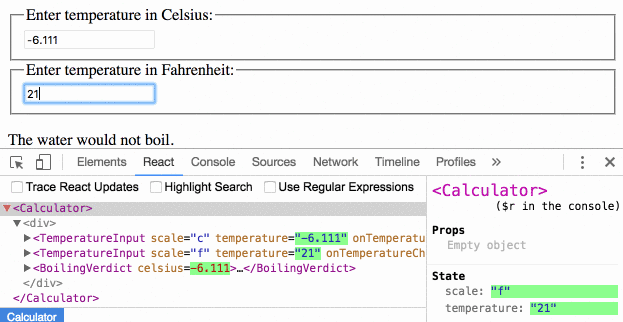 Enter temperature in Celsius:
-6.111
Enter temperature in Fahrenheit:
21
The water would not boil.
Elements React Console Sources Network Timeline Profiles »
Trace React Updates Highlight Search Use Regular Expressions
<Calculator>
<div>
<TemperatureInput scale="c" temperature="-6.111" onTemperatu
<TemperatureInput scale="f" temperature="21" onTemperatureCh
<BoilingVerdict celsius=-6.111>…</BoilingVerdict>
</div>
</Calculator>
Calculator
<Calculator>
($r in the console)
Props
Empty object
State
scale: "f"
temperature: "21"